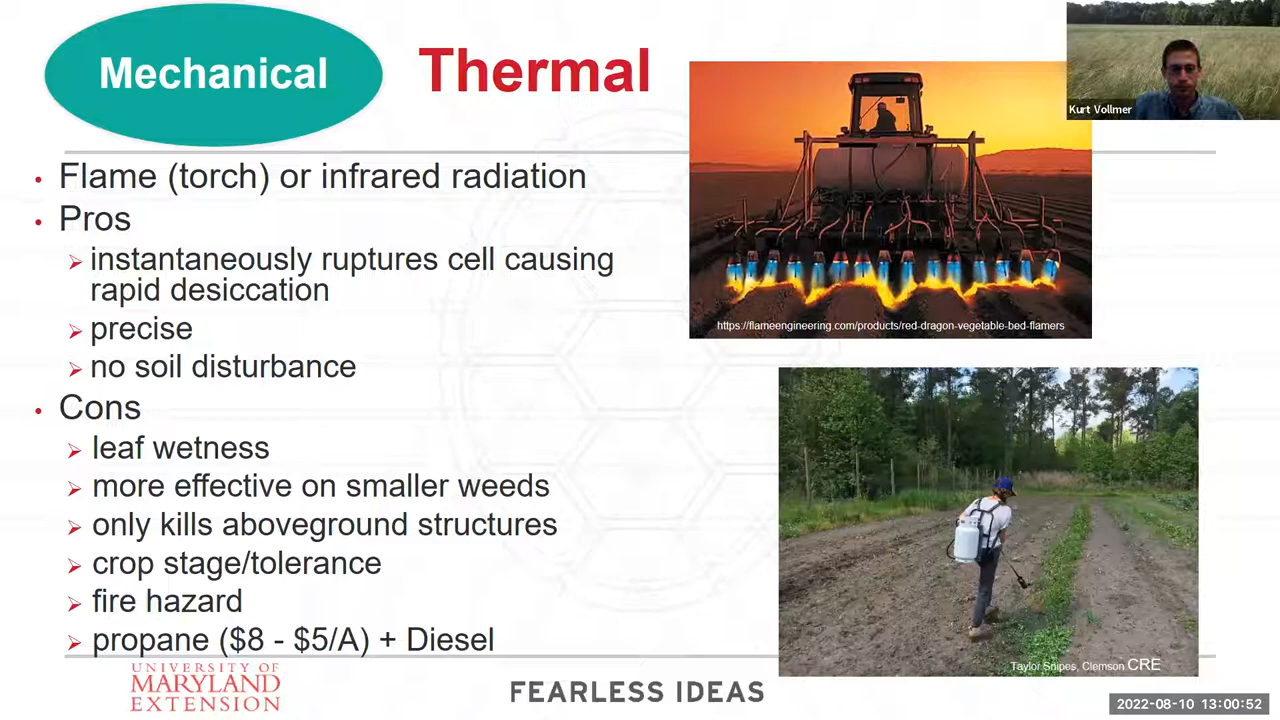 Mechanical
Thermal
Kurt Vollmer
• Flame (torch) or infrared radiation
• Pros
➢ instantaneously ruptures cell causing
rapid desiccation
➢ precise
➢ no soil disturbance
• Cons
➢ leaf wetness
➢ more effective on smaller weeds
➢ only kills aboveground structures
➢ crop stage/tolerance
➢ fire hazard
➢ propane ($8 - $5/A) + Diesel
https://flameengineering.com/products/red-dragon-vegetable-bed-flamers
Taylor Snipes, Clemson CRE
UNIVERSITY OF
MARYLAND
EXTENSION
FEARLESS IDEAS
2022-08-10 13:00:52